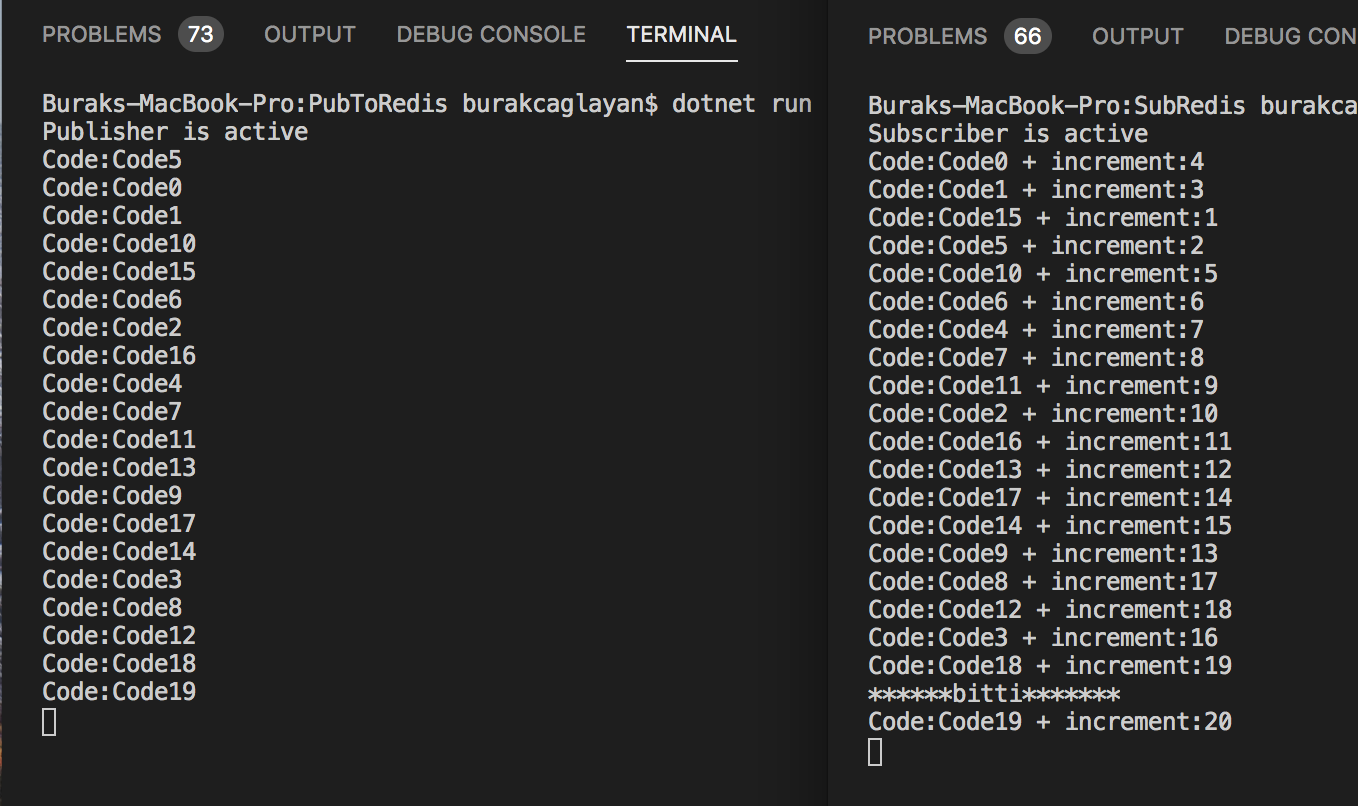 PROBLEMS 73 OUTPUT DEBUG CONSOLE TERMINAL
Buraks-MacBook-Pro:PubToRedis burakcaglayan$ dotnet run
Publisher is active
Code:Code5
Code:Code0
Code:Code1
Code:Code10
Code:Code15
Code:Code6
Code:Code2
Code:Code16
Code:Code4
Code:Code7
Code:Code11
Code:Code13
Code:Code9
Code:Code17
Code:Code14
Code:Code3
Code:Code8
Code:Code12
Code:Code18
Code:Code19
PROBLEMS 66 OUTPUT DEBUG CON
Buraks-MacBook-Pro:SubRedis burakca
Subscriber is active
Code:Code0 + increment:4
Code:Code1 + increment:3
Code:Code15 + increment:1
Code:Code5 + increment:2
Code:Code10 + increment:5
Code:Code6 + increment:6
Code:Code4 + increment:7
Code:Code7 + increment:8
Code:Code11 + increment:9
Code:Code2 + increment:10
Code:Code16 + increment:11
Code:Code13 + increment:12
Code:Code17 + increment:14
Code:Code14 + increment:15
Code:Code9 + increment:13
Code:Code8 + increment:17
Code:Code12 + increment:18
Code:Code3 + increment:16
Code:Code18 + increment:19
******bitti*******
Code:Code19 + increment:20